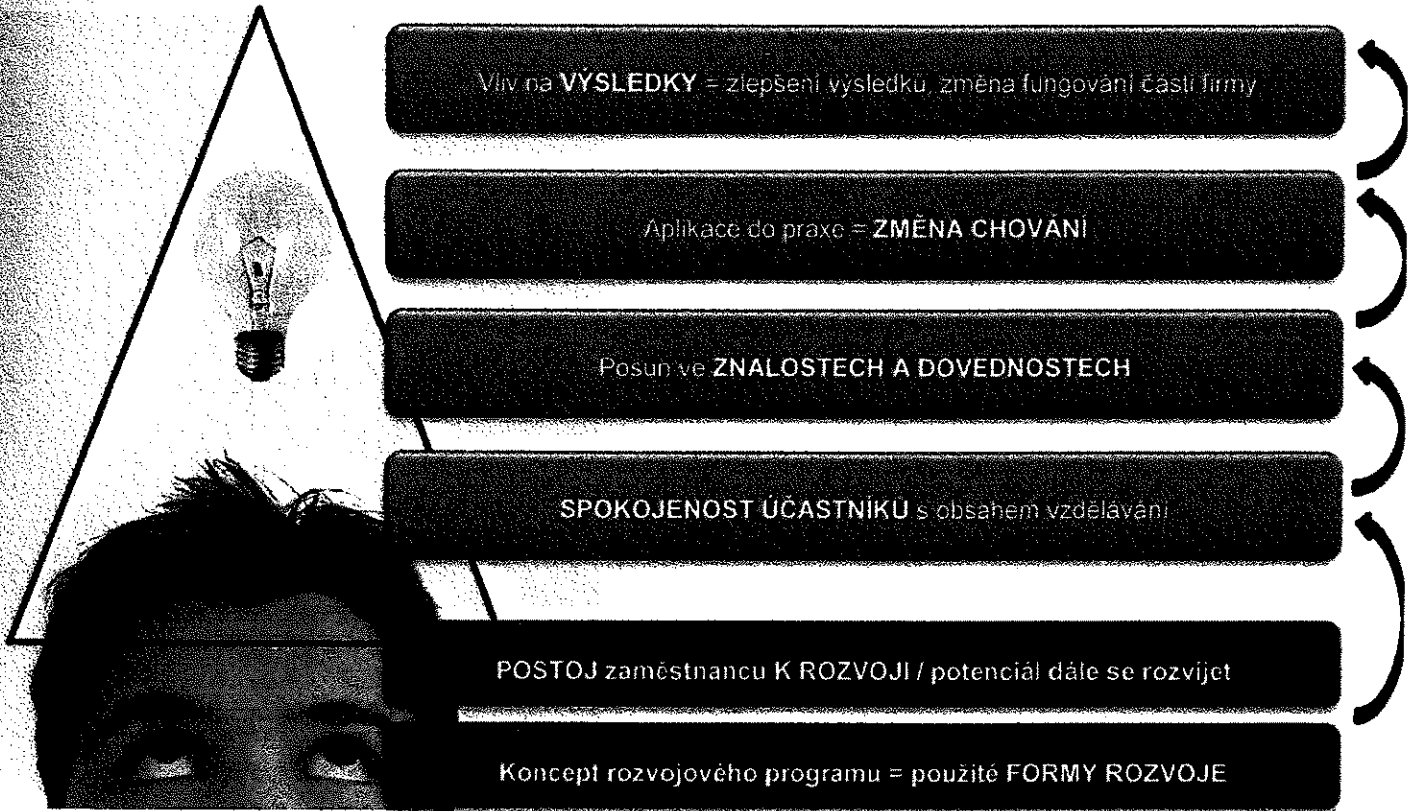 Vliv na VÝSLEDKY = zlepšení výsledků, změna fungování částí firmy
Aplikace do praxe = ZMĚNA CHOVÁNÍ
Posun ve ZNALOSTECH A DOVEDNOSTECH
SPOKOJENOST ÚČASTNÍKŮ s obsahem vzdělávání
POSTOJ zaměstnanců K ROZVOJI / potenciál dále se rozvíjet
Koncept rozvojového programu = použité FORMY ROZVOJE